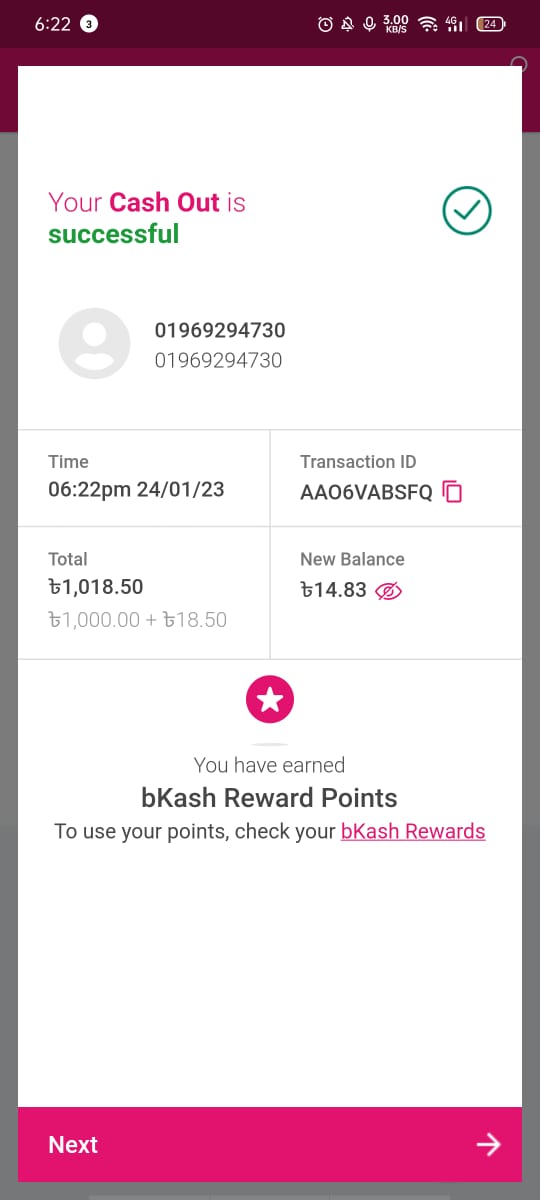 6:22 3 3.00 KB/S 4G 24
Your Cash Out is
successful
01969294730
01969294730
Time
06:22pm 24/01/23
Transaction ID
AAO6VABSFQ
Total
৳1,018.50
৳1,000.00 + ৳18.50
New Balance
৳14.83
You have earned
bKash Reward Points
To use your points, check your bKash Rewards
Next